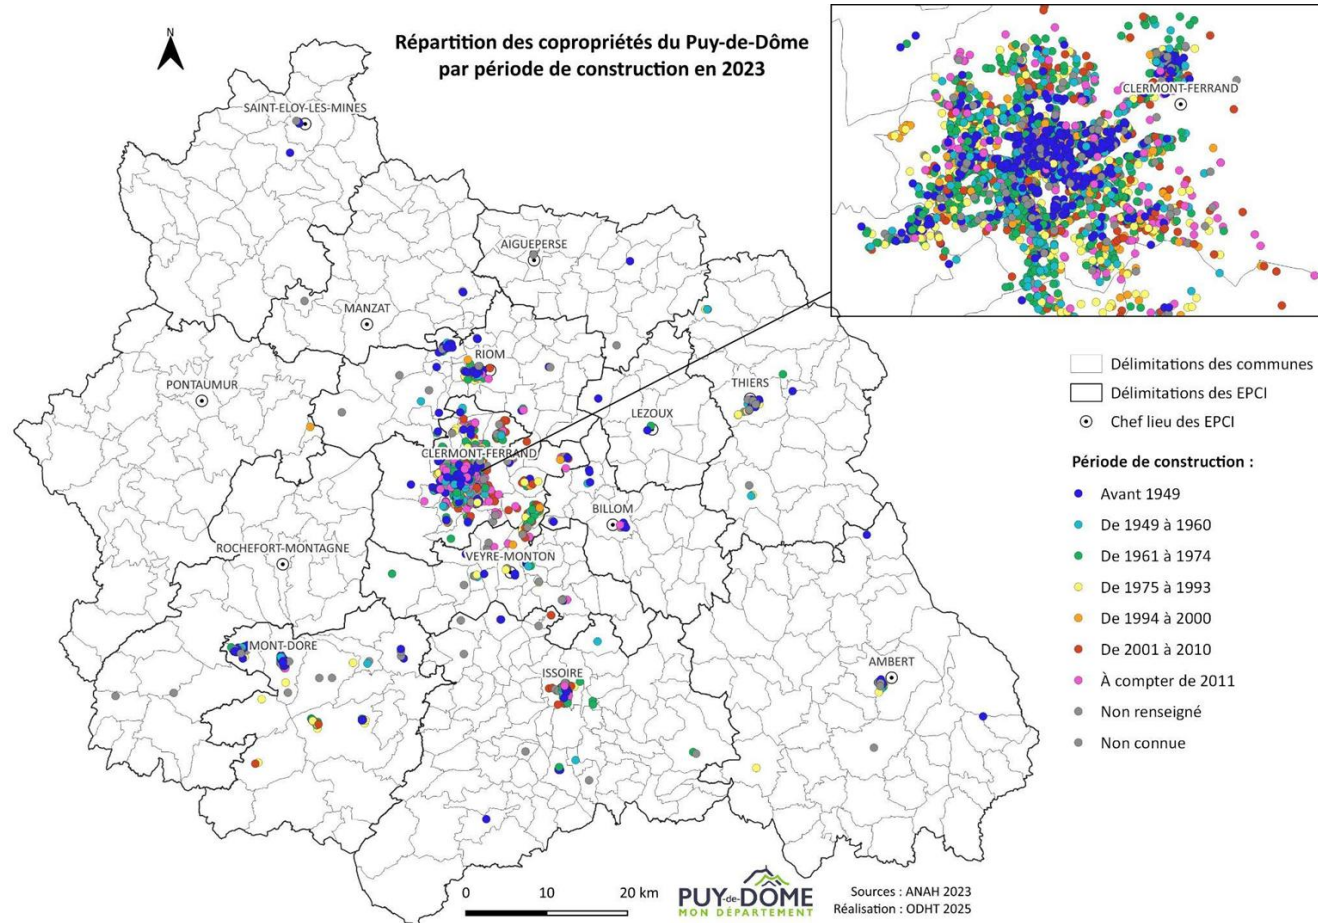 N
Répartition des copropriétés du Puy-de-Dôme
par période de construction en 2023
CLERMONT-FERRAND
SAINT-ELOY-LES-MINES
AIGUEPERSE
MANZAT
RIOM
PONTAUMUR
THIERS
LEZOUX
CLERMONT-FERRAND
BILLOM
ROCHEFORT-MONTAGNE
VEYRE-MONTON
MONT-DORE
ISSOIRE
AMBERT
Délimitations des communes
Délimitations des EPCI
Chef lieu des EPCI
Période de construction :
Avant 1949
De 1949 à 1960
De 1961 à 1974
De 1975 à 1993
De 1994 à 2000
De 2001 à 2010
À compter de 2011
Non renseigné
Non connue
0 10 20 km
PUY-de-DÔME
MON DÉPARTEMENT
Sources : ANAH 2023
Réalisation : ODHT 2025